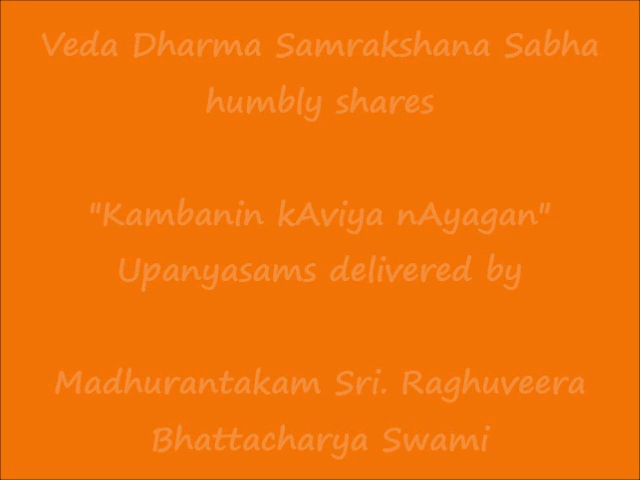 Veda Dharma Samrakshana Sabha
humbly shares
"Kambanin kAviya nAyagan"
Upanyasams delivered by
Madhurantakam Sri. Raghuveera
Bhattacharya Swami